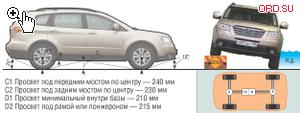 ORD.SU
C1 Просвет под передним мостом по центру — 240 мм
C2 Просвет под задним мостом по центру — 230 мм
D1 Просвет минимальный внутри базы — 210 мм
D2 Просвет под рамой или лонжероном — 215 мм